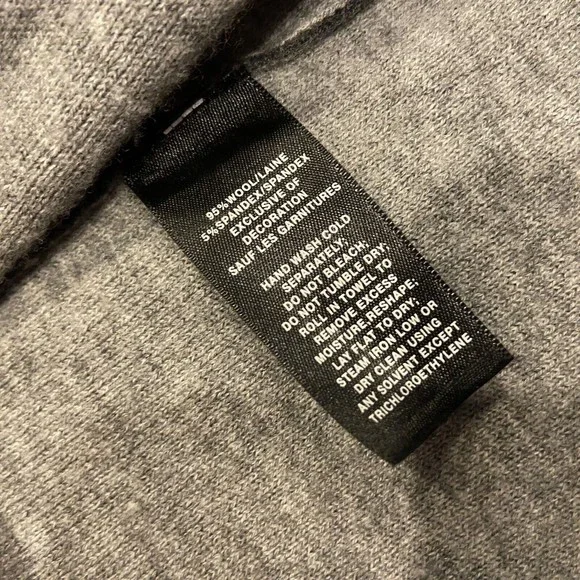 95% WOOL/LAINE
5% SPANDEX/SPANDEX
EXCLUSIVE OF
DECORATION
SAUF LES GARNITURES
HAND WASH COLD
SEPARATELY.
DO NOT BLEACH.
DO NOT TUMBLE DRY.
ROLL IN TOWEL TO
REMOVE EXCESS
MOISTURE.RESHAPE.
LAY FLAT TO DRY.
STEAM IRON LOW OR
DRY CLEAN USING
ANY SOLVENT EXCEPT
TRICHLOROETHYLENE